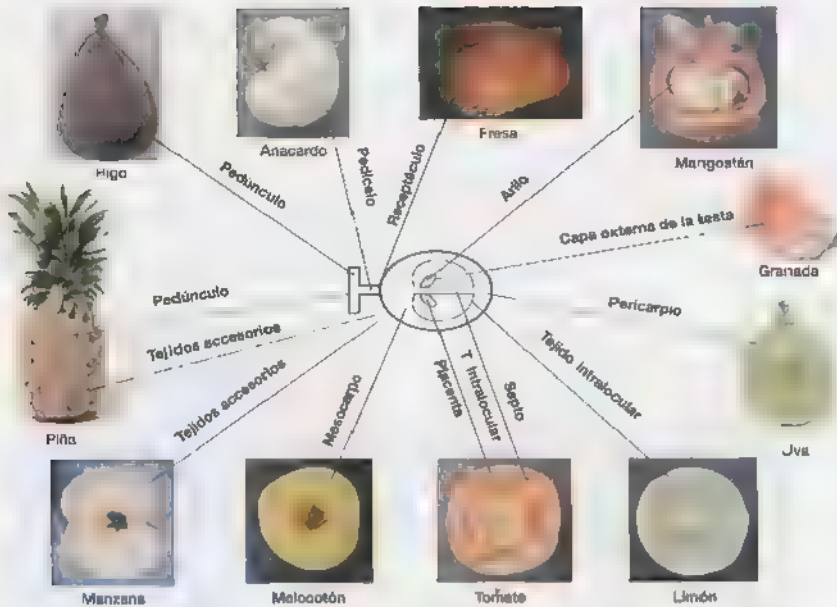 Higo
Anacardo
Fresa
Mangostán
Pedúnculo
Pedicelo
Receptáculo
Arilo
Capa externa de la testa
Granada
Pedúnculo
Pericarpio
Tejidos accesorios
Tejido intralocular
Tejidos accesorios
Mesocarpo
Placenta
T. intralocular
Septo
Piña
Uva
Manzana
Melocotón
Tomate
Limón